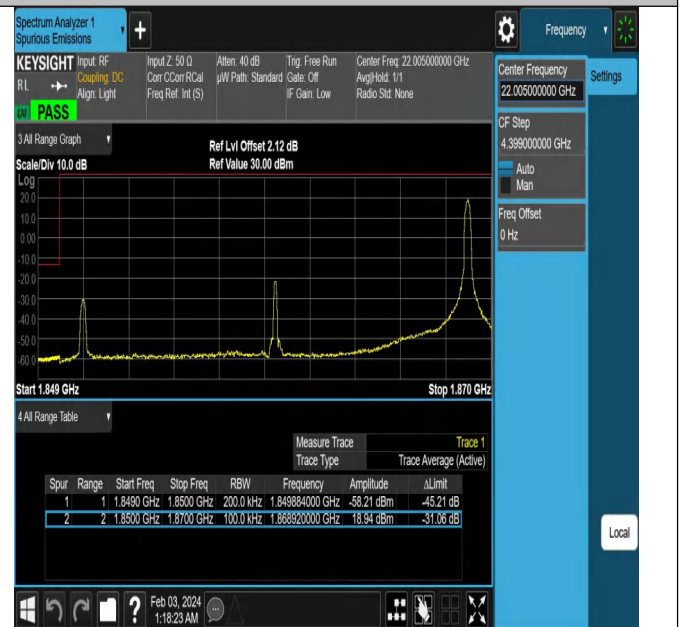 Spectrum Analyzer 1
Spurious Emissions
+
Frequency
KEYSIGHT
RL
PASS
Input: RF
Coupling: DC
Align: Light
Input Z: 50 Ω
Corr CCorr RCal
Freq Ref: Int (S)
Atten: 40 dB
µW Path: Standard
Trig: Free Run
Gate: Off
IF Gain: Low
Center Freq: 22.005000000 GHz
Avg|Hold: 1/1
Radio Std: None
Center Frequency
22.005000000 GHz
Settings
CF Step
4.399000000 GHz
Auto
Man
Freq Offset
0 Hz
3 All Range Graph
Ref Lvl Offset 2.12 dB
Scale/Div 10.0 dB
Ref Value 30.00 dBm
Log
20.0
10.0
0.00
-10.0
-20.0
-30.0
-40.0
-50.0
-60.0
Start 1.849 GHz
Stop 1.870 GHz
4 All Range Table
Measure Trace Trace 1
Trace Type Trace Average (Active)
Spur Range Start Freq Stop Freq RBW Frequency Amplitude ΔLimit
1 1 1.8490 GHz 1.8500 GHz 200.0 kHz 1.849884000 GHz -58.21 dBm -45.21 dB
2 2 1.8500 GHz 1.8700 GHz 100.0 kHz 1.868920000 GHz 18.94 dBm -31.06 dB
Local
?
Feb 03, 2024
1:18:23 AM